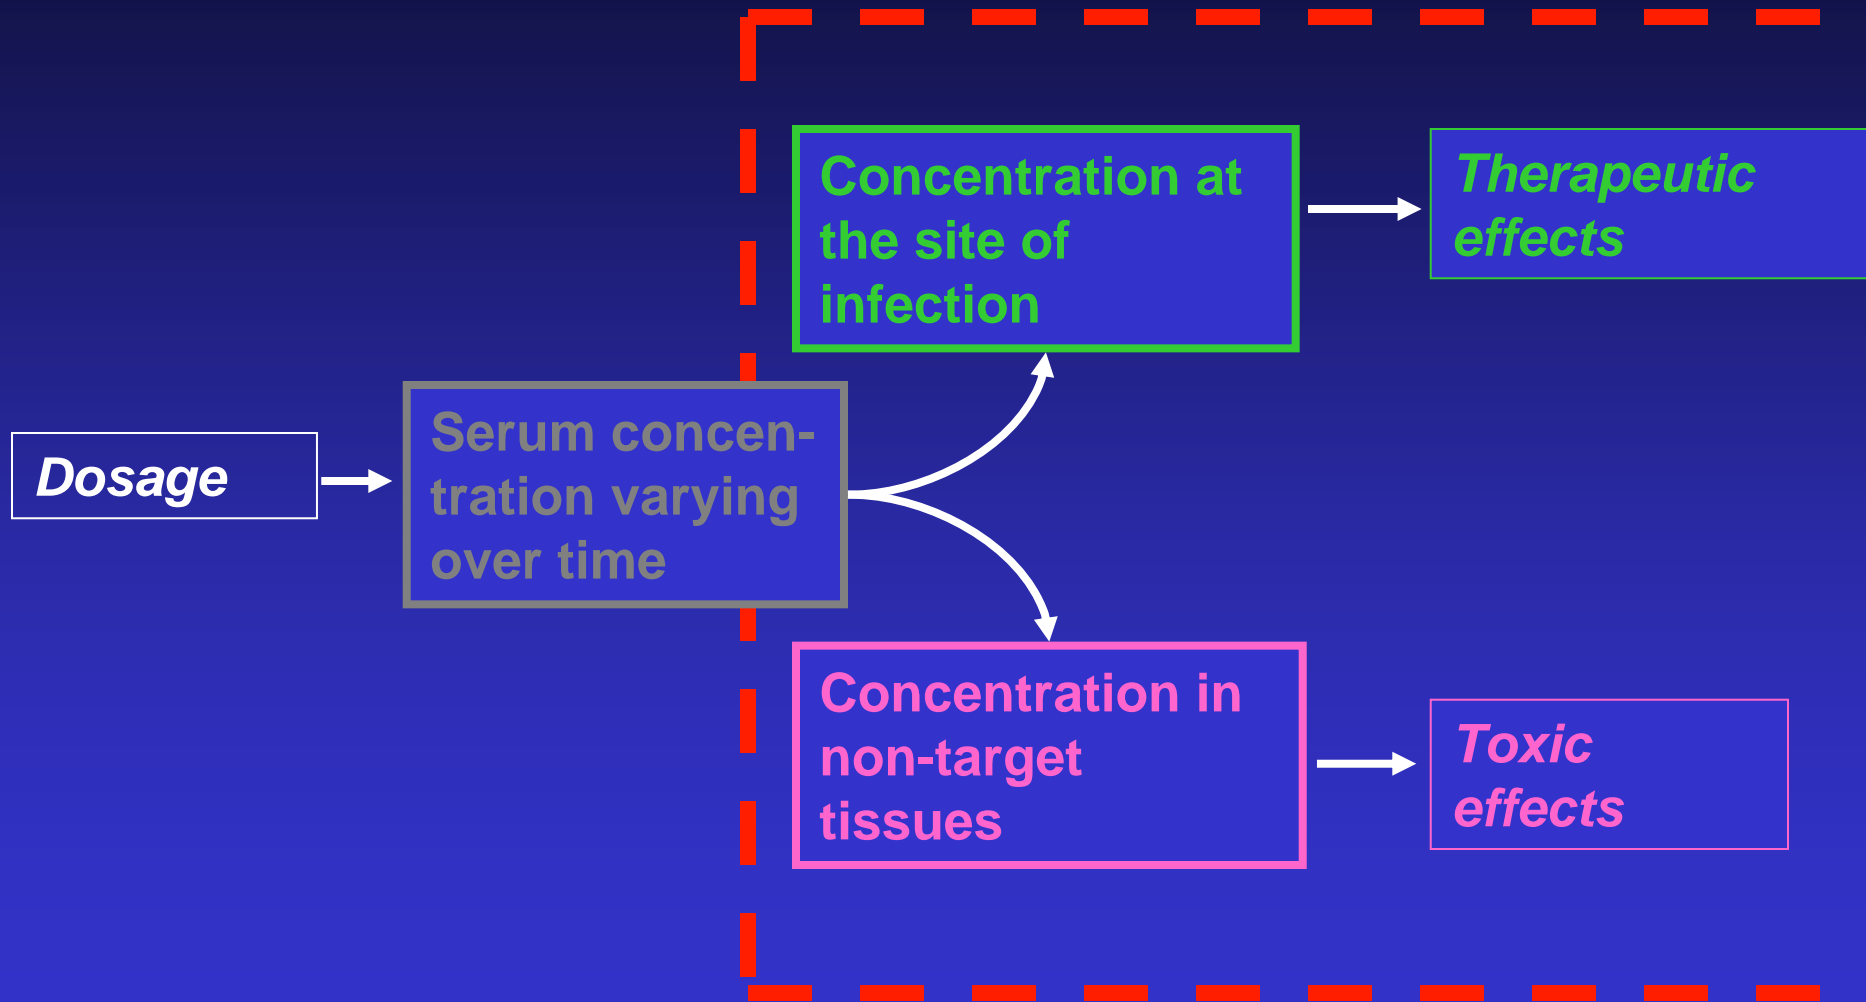 Dosage
Serum concen-
tration varying
over time
Concentration at
the site of
infection
Therapeutic
effects
Concentration in
non-target
tissues
Toxic
effects